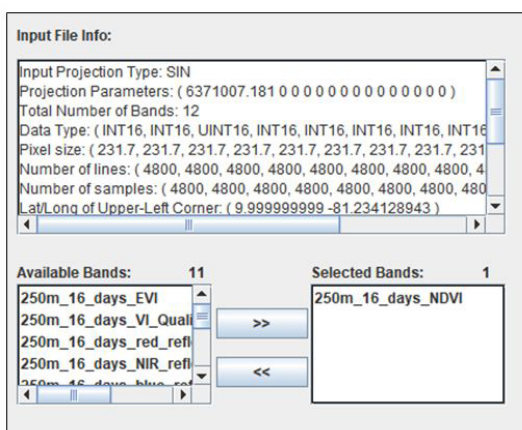 Input File Info:
Input Projection Type: SIN
Projection Parameters: ( 6371007.181 0 0 0 0 0 0 0 0 0 0 0 0 0 0 )
Total Number of Bands: 12
Data Type: ( INT16, INT16, UINT16, INT16, INT16, INT16, INT16, INT16
Pixel size: ( 231.7, 231.7, 231.7, 231.7, 231.7, 231.7, 231.7, 231
Number of lines: ( 4800, 4800, 4800, 4800, 4800, 4800, 4800, 4
Number of samples: ( 4800, 4800, 4800, 4800, 4800, 4800, 480
Lat/Long of Upper-Left Corner: ( 9.999999999 -81.234128943 )
Available Bands: 11
250m_16_days_EVI
250m_16_days_VI_Quali
250m_16_days_red_refl
250m_16_days_NIR_refl
250m_16_days_blue_ref
>>
<<
Selected Bands: 1
250m_16_days_NDVI